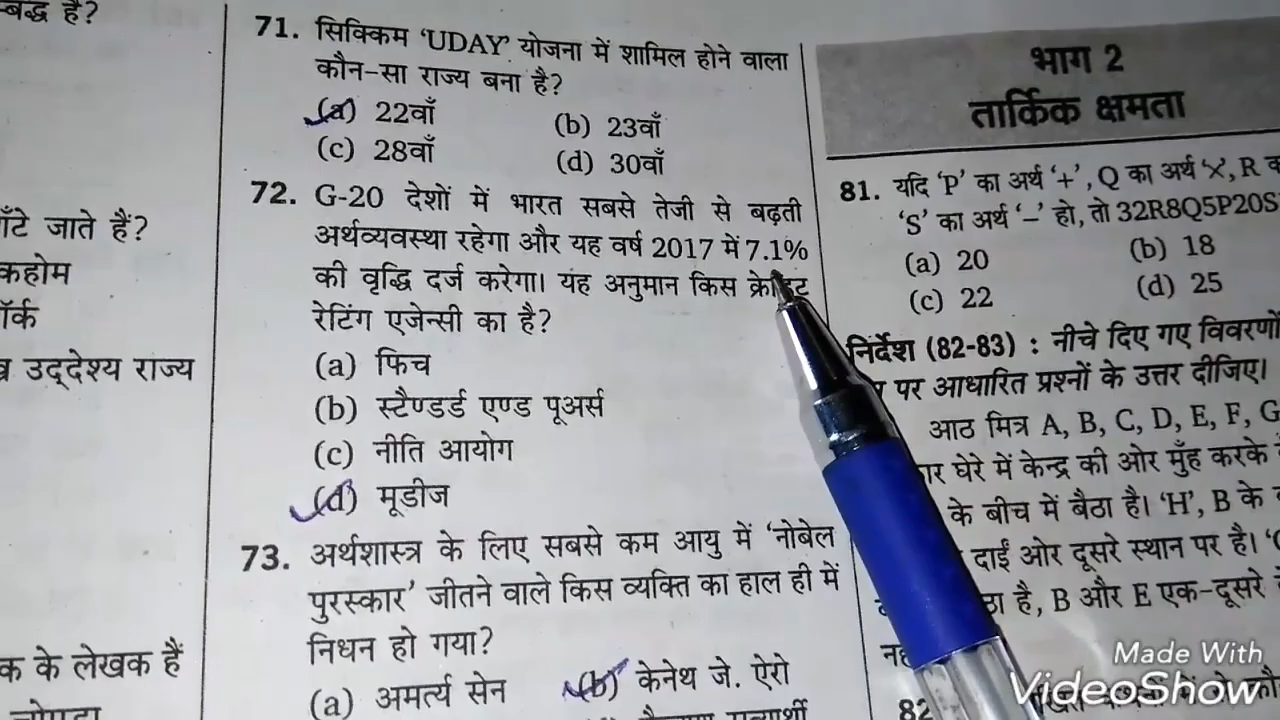 है?
71. सिक्किम 'UDAY' योजना में शामिल होने वाला
कौन-सा राज्य बना है?
(a) 22वाँ (b) 23वाँ
(c) 28वाँ (d) 30वाँ
72. G-20 देशों में भारत सबसे तेजी से बढ़ती
अर्थव्यवस्था रहेगा और यह वर्ष 2017 में 7.1%
की वृद्धि दर्ज करेगा। यह अनुमान किस
रेटिंग एजेन्सी का है?
(a) फिच
(b) स्टैण्डर्ड एण्ड पूअर्स
(c) नीति आयोग
(d) मूडीज
73. अर्थशास्त्र के लिए सबसे कम आयु में 'नोबेल
पुरस्कार' जीतने वाले किस व्यक्ति का हाल ही में
निधन हो गया?
(a) अमर्त्य सेन (b) केनेथ जे. ऐरो
जाते हैं?
उद्देश्य राज्य
के लेखक हैं
भाग 2
तार्किक क्षमता
81. यदि 'P' का अर्थ '+', Q का अर्थ '×', R
'S' का अर्थ '–' हो, तो 32R8Q5P20S
(a) 20 (b) 18
(c) 22 (d) 25
निर्देश (82-83) : नीचे दिए गए विवरणों
पर आधारित प्रश्नों के उत्तर दीजिए।
आठ मित्र A, B, C, D, E, F, G
घेरे में केन्द्र की ओर मुँह करके
के बीच में बैठा है। 'H', B के
दाईं ओर दूसरे स्थान पर है।
है, B और E एक-दूसरे
82
Made With
VideoShow